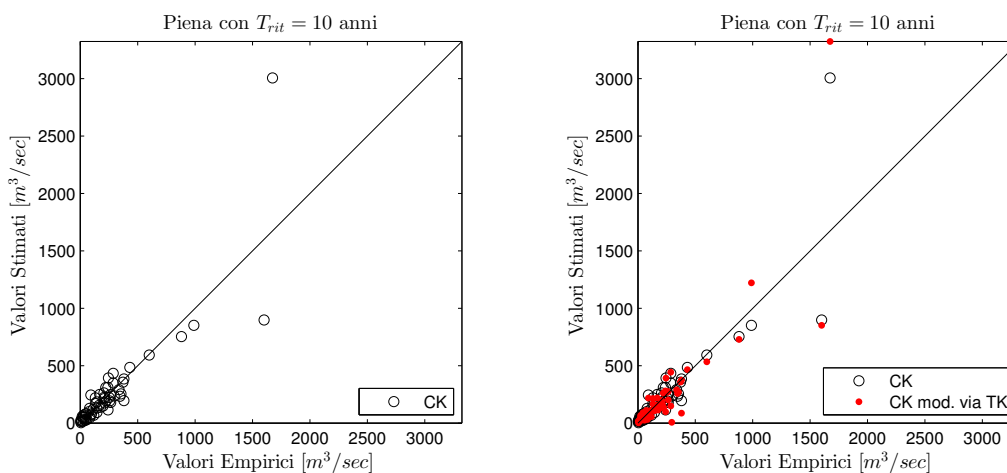 Piena con T_rit = 10 anni
3000
2500
2000
1500
1000
500
0
0 500 1000 1500 2000 2500 3000
Valori Stimati [m³/sec]
Valori Empirici [m³/sec]
CK
Piena con T_rit = 10 anni
3000
2500
2000
1500
1000
500
0
0 500 1000 1500 2000 2500 3000
Valori Stimati [m³/sec]
Valori Empirici [m³/sec]
CK
CK mod. via TK